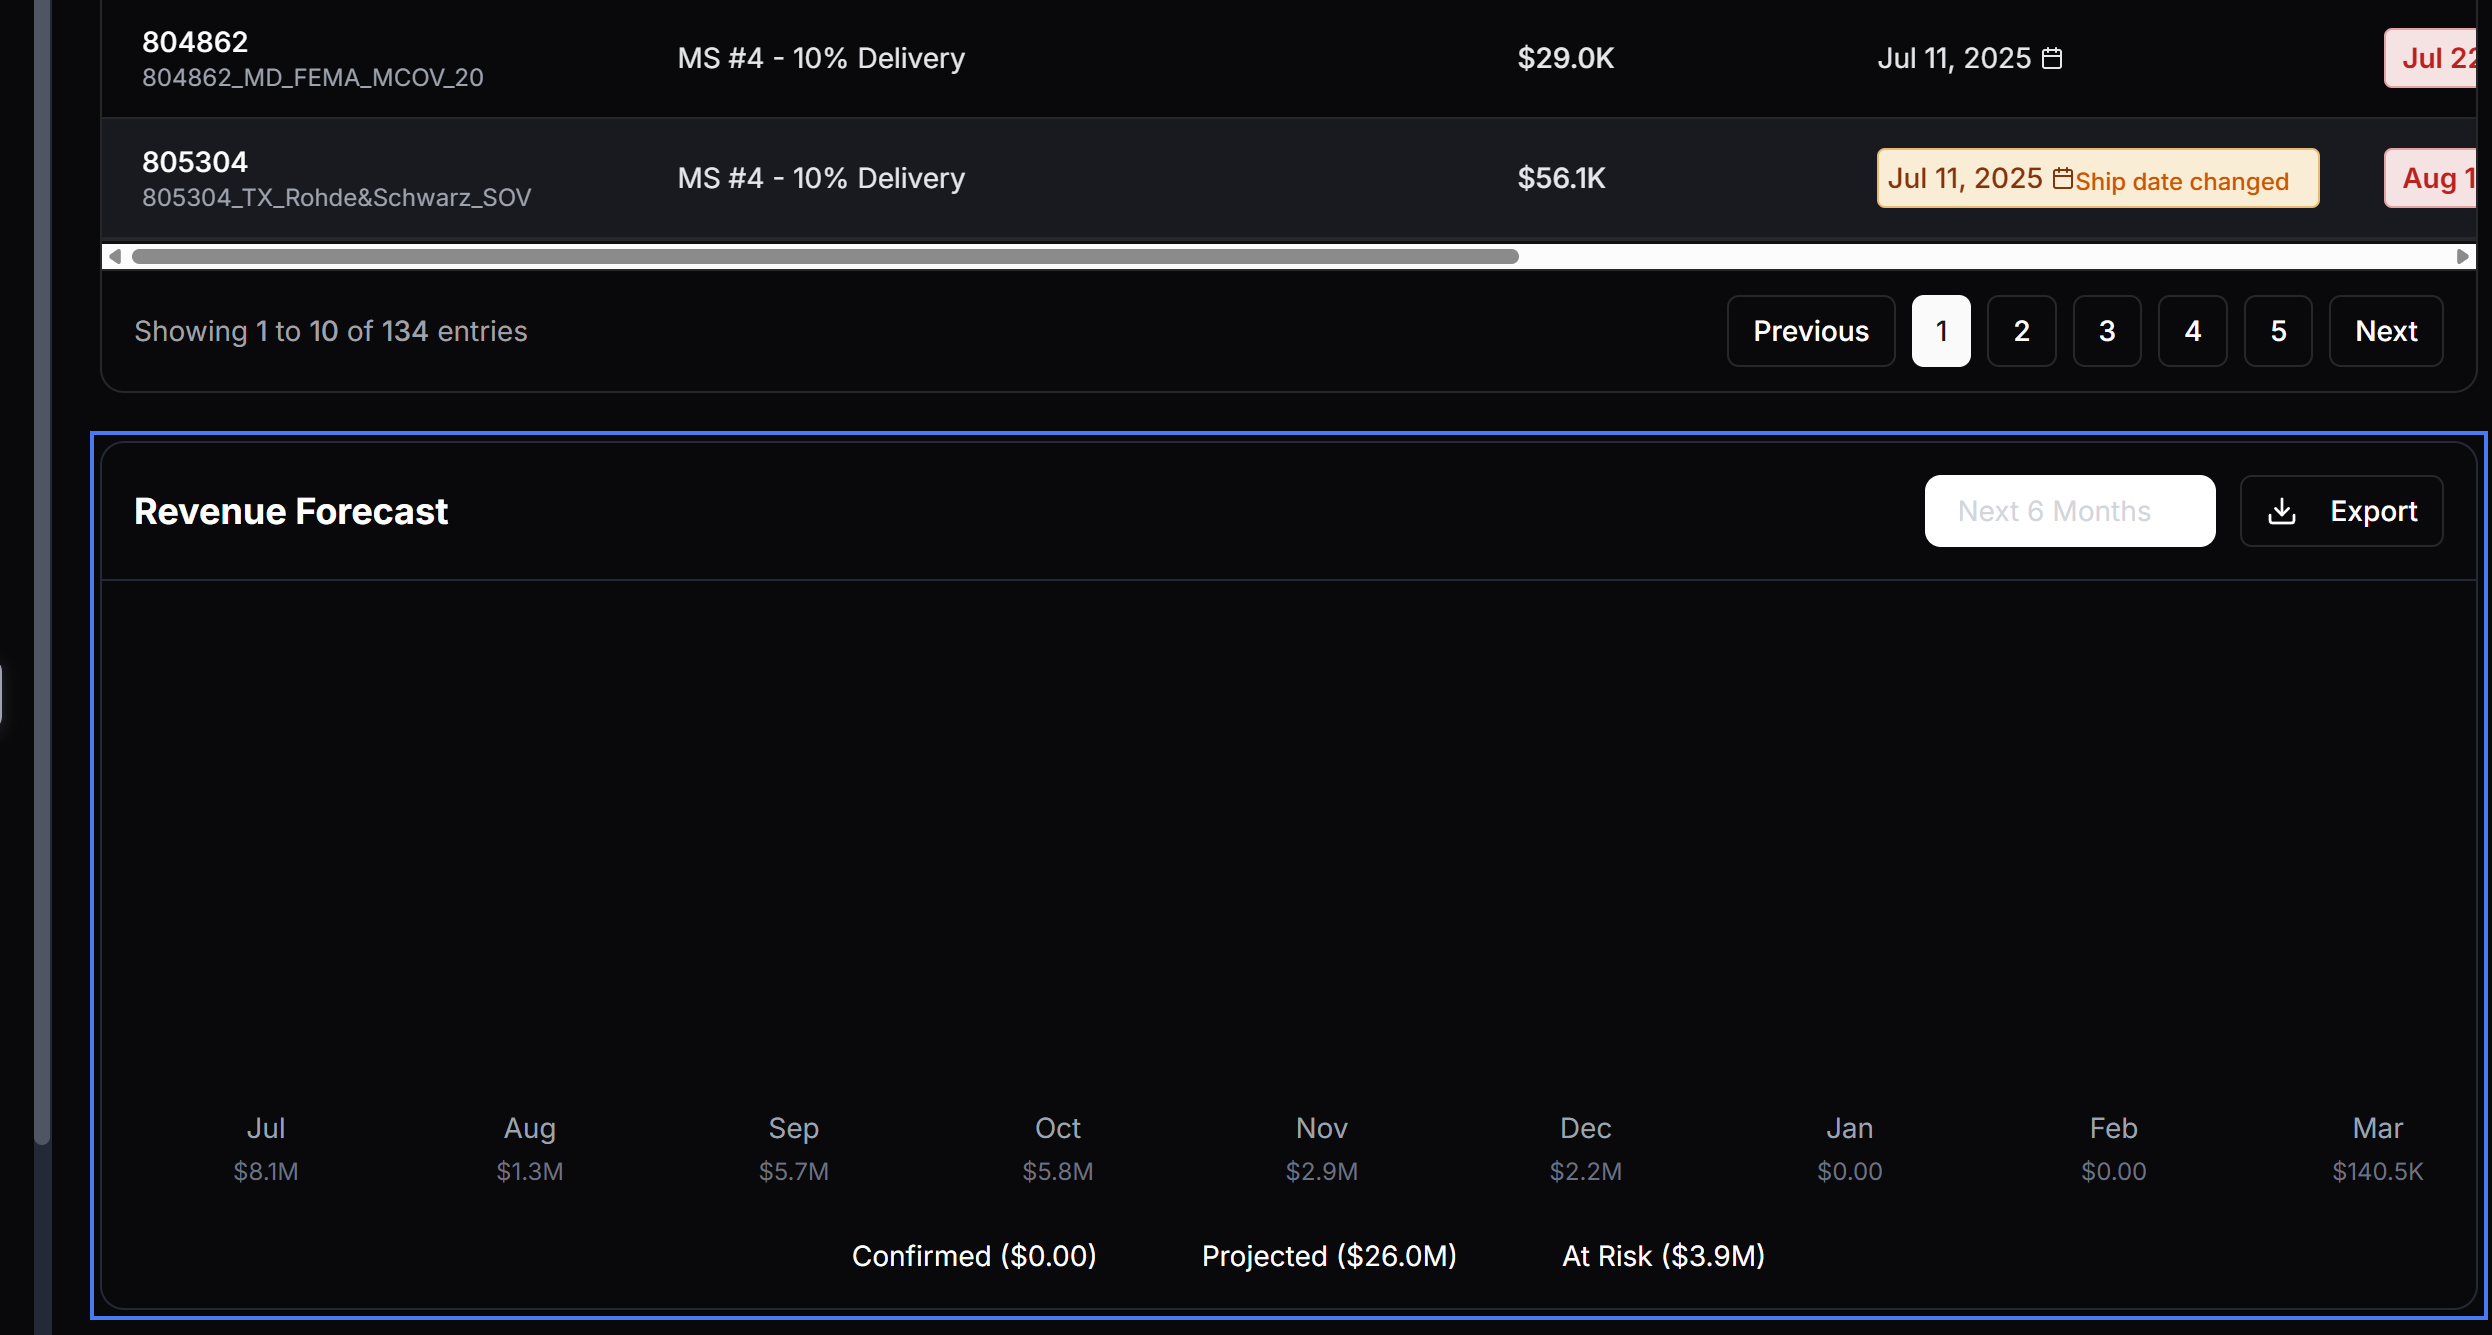 804862
804862_MD_FEMA_MCOV_20
MS #4 - 10% Delivery
$29.0K
Jul 11, 2025
Jul 22
805304
805304_TX_Rohde&Schwarz_SOV
MS #4 - 10% Delivery
$56.1K
Jul 11, 2025 Ship date changed
Aug 1
Showing 1 to 10 of 134 entries
Previous 1 2 3 4 5 Next
Revenue Forecast
Next 6 Months
Export
Jul Aug Sep Oct Nov Dec Jan Feb Mar
$8.1M $1.3M $5.7M $5.8M $2.9M $2.2M $0.00 $0.00 $140.5K
Confirmed ($0.00) Projected ($26.0M) At Risk ($3.9M)